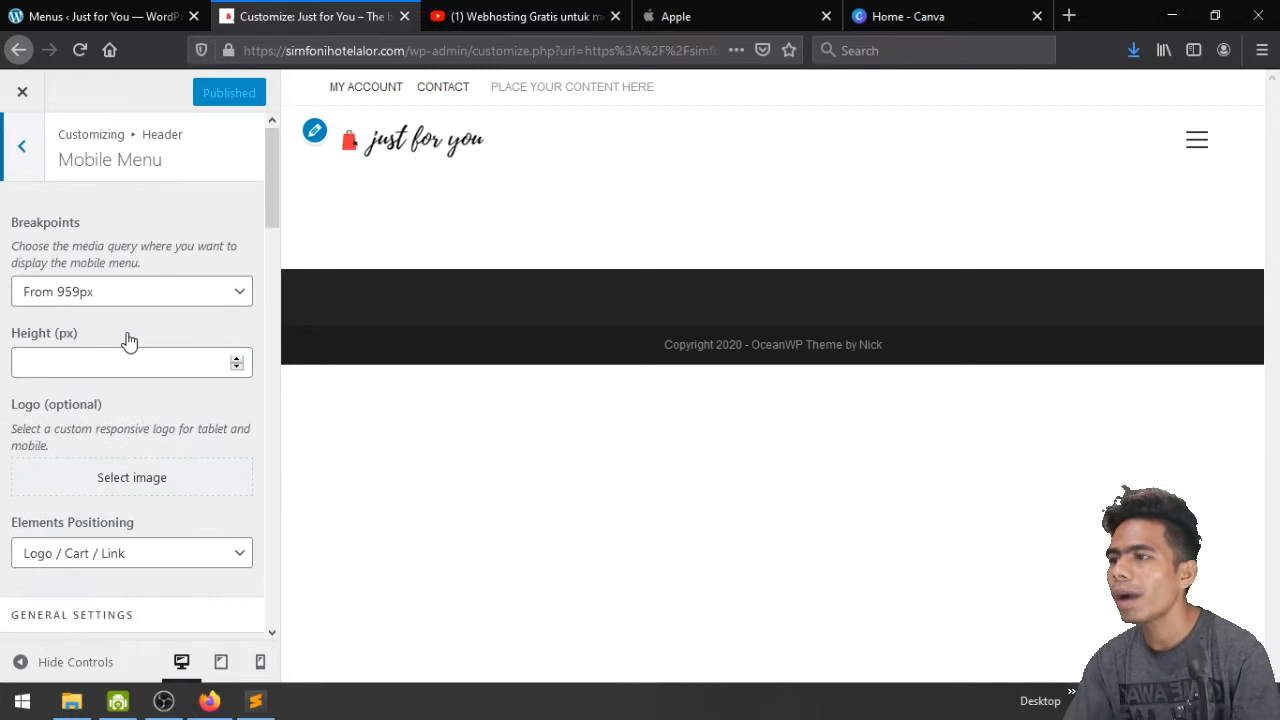 Menus ‹ Just for You — WordP
Customize: Just for You – The b
(1) Webhosting Gratis untuk m
Apple
Home - Canva
https://simfonihotelalor.com/wp-admin/customize.php?url=https%3A%2F%2Fsimfo
Search
Published
MY ACCOUNT CONTACT PLACE YOUR CONTENT HERE
Customizing ▸ Header
Mobile Menu
just for you
Breakpoints
Choose the media query where you want to
display the mobile menu.
From 959px
Height (px)
Copyright 2020 - OceanWP Theme by Nick
Logo (optional)
Select a custom responsive logo for tablet and
mobile.
Select image
Elements Positioning
Logo / Cart / Link
GENERAL SETTINGS
Hide Controls
Desktop